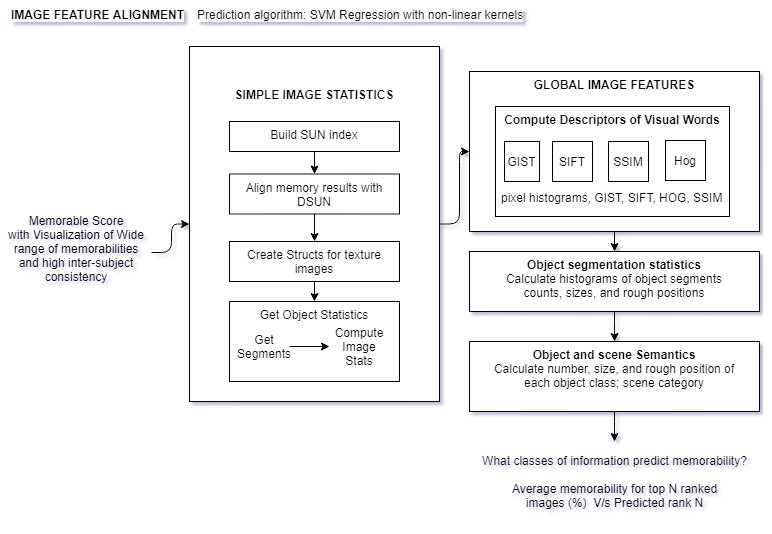 IMAGE FEATURE ALIGNMENT Prediction algorithm: SVM Regression with non-linear kernels
Memorable Score
with Visualization of Wide
range of memorabilities
and high inter-subject
consistency
SIMPLE IMAGE STATISTICS
Build SUN index
Align memory results with
DSUN
Create Structs for texture
images
Get Object Statistics
Get
Segments
Compute
Image
Stats
GLOBAL IMAGE FEATURES
Compute Descriptors of Visual Words
GIST SIFT SSIM Hog
pixel histograms, GIST, SIFT, HOG, SSIM
Object segmentation statistics
Calculate histograms of object segments
counts, sizes, and rough positions
Object and scene Semantics
Calculate number, size, and rough position of
each object class; scene category
What classes of information predict memorability?
Average memorability for top N ranked
images (%) V/s Predicted rank N